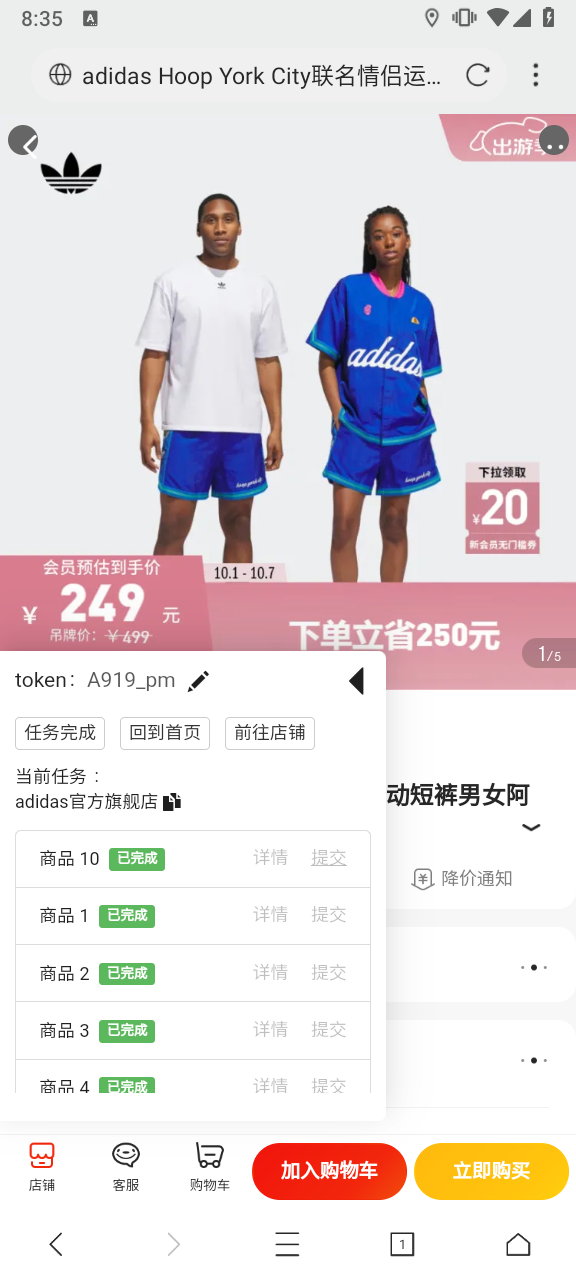 8:35
A
adidas Hoop York City联名情侣运...
出游季
adidas
hoop york city
下拉领取
¥20
新会员无门槛券
会员预估到手价
10.1 - 10.7
¥ 249 元
吊牌价：￥499
下单立省250元
1/5
token： A919_pm
任务完成 回到首页 前往店铺
当前任务：
adidas官方旗舰店
动短裤男女阿
商品 10 已完成 详情 提交
降价通知
商品 1 已完成 详情 提交
商品 2 已完成 详情 提交
商品 3 已完成 详情 提交
商品 4 已完成 详情 提交
店铺 客服 购物车 加入购物车 立即购买
1